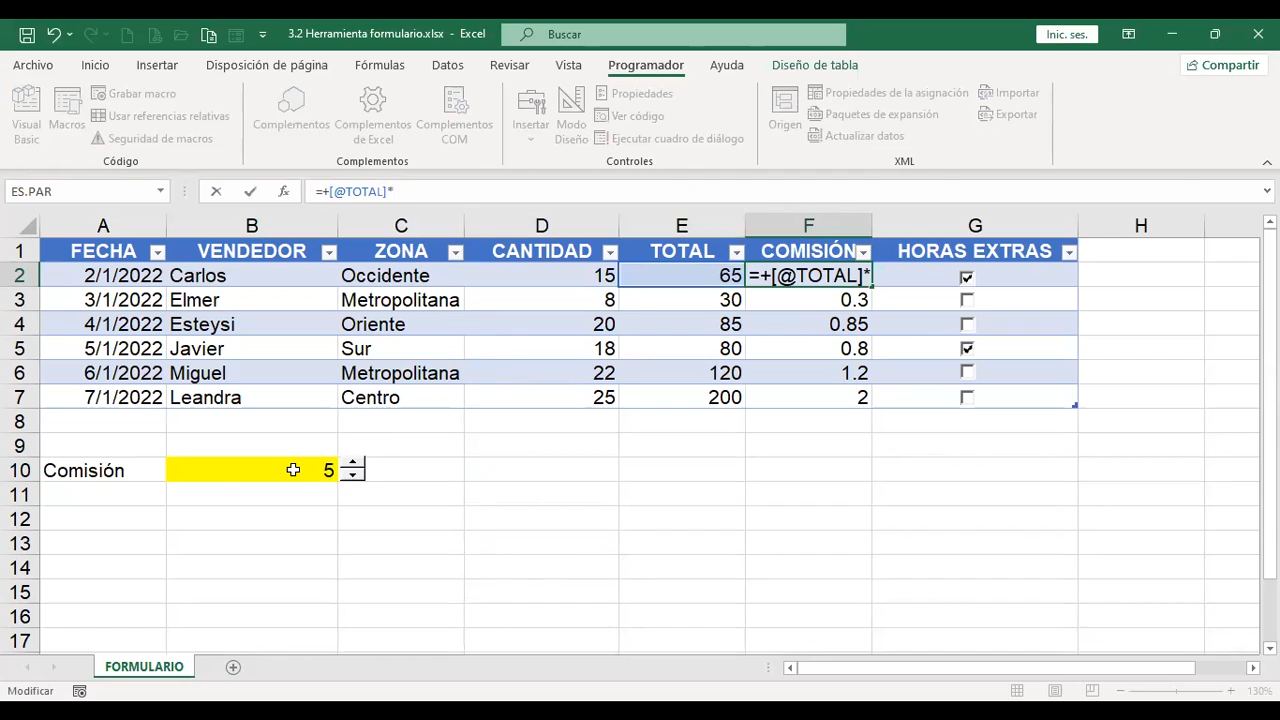 3.2 Herramienta formulario.xlsx - Excel
Buscar
Inic. ses.
Archivo Inicio Insertar Disposición de página Fórmulas Datos Revisar Vista Programador Ayuda Diseño de tabla Compartir
Visual Basic
Macros
Grabar macro
Usar referencias relativas
Seguridad de macros
Código
Complementos
Complementos de Excel
Complementos COM
Complementos
Insertar
Modo Diseño
Propiedades
Ver código
Ejecutar cuadro de diálogo
Controles
Origen
Propiedades de la asignación
Paquetes de expansión
Actualizar datos
Importar
Exportar
XML
ES.PAR fx =+[@TOTAL]*
A B C D E F G H
1 FECHA VENDEDOR ZONA CANTIDAD TOTAL COMISIÓN HORAS EXTRAS
2 2/1/2022 Carlos Occidente 15 65 =+[@TOTAL]*
3 3/1/2022 Elmer Metropolitana 8 30 0.3
4 4/1/2022 Esteysi Oriente 20 85 0.85
5 5/1/2022 Javier Sur 18 80 0.8
6 6/1/2022 Miguel Metropolitana 22 120 1.2
7 7/1/2022 Leandra Centro 25 200 2
8
9
10 Comisión 5
11
12
13
14
15
16
17
FORMULARIO
Modificar 130%